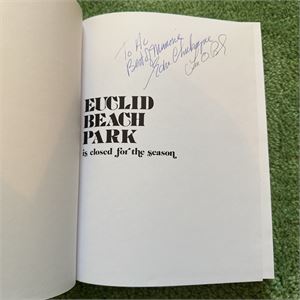 To Al
Best of Memories
EUCLID
BEACH
PARK
is closed for the season